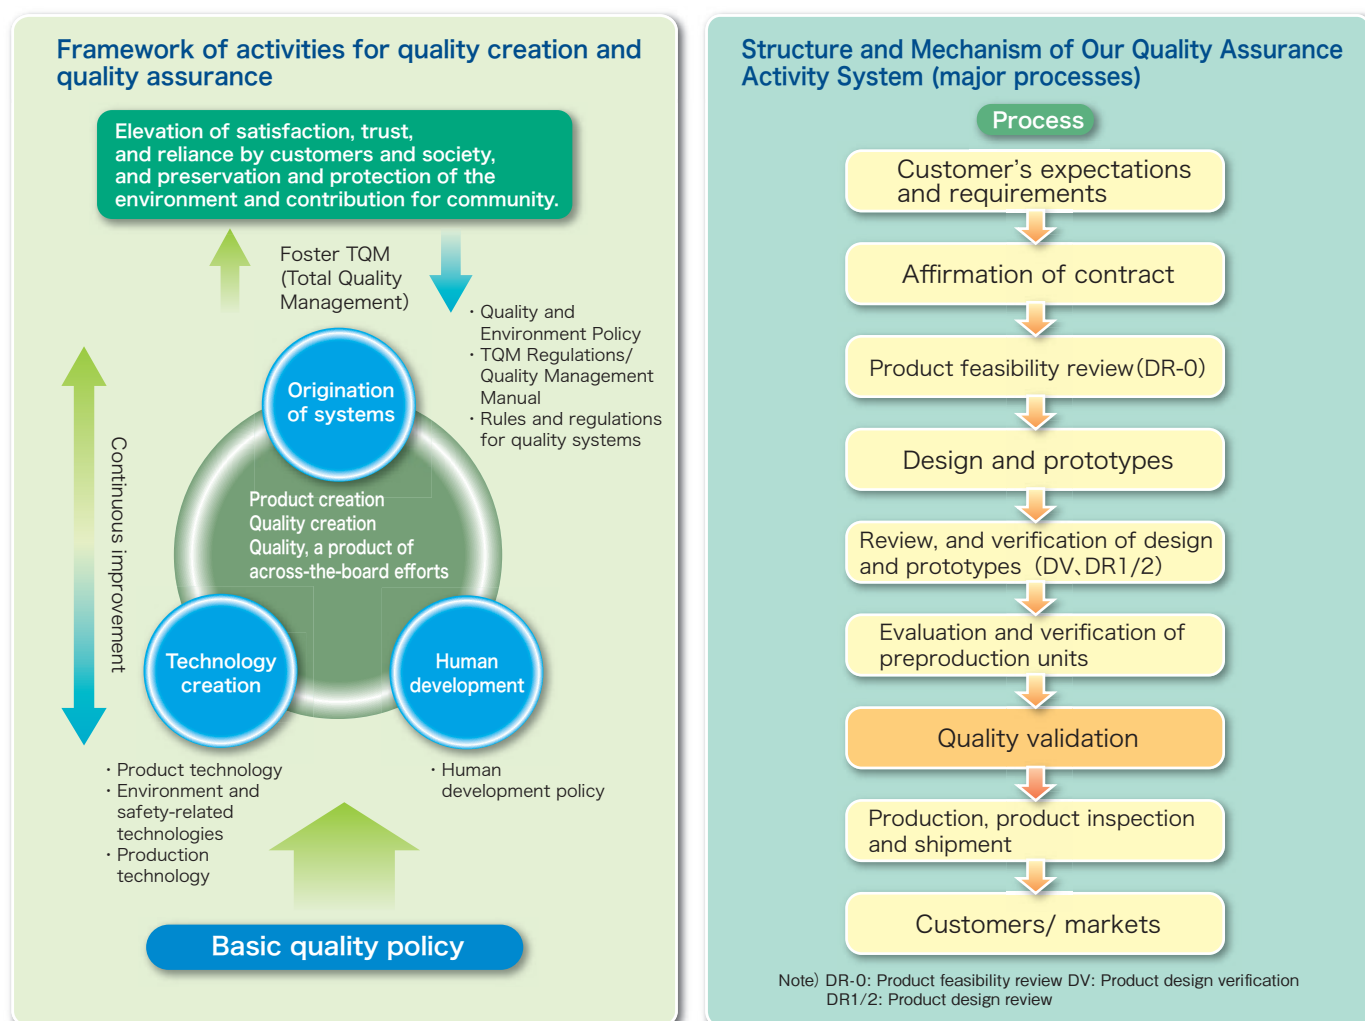 Framework of activities for quality creation and
quality assurance
Elevation of satisfaction, trust,
and reliance by customers and society,
and preservation and protection of the
environment and contribution for community.
Foster TQM
(Total Quality
Management)
・Quality and
Environment Policy
・TQM Regulations/
Quality Management
Manual
・Rules and regulations
for quality systems
Origination
of systems
Continuous improvement
Product creation
Quality creation
Quality, a product of
across-the-board efforts
Technology
creation
Human
development
・Product technology
・Environment and
safety-related
technologies
・Production
technology
・Human
development policy
Basic quality policy
Structure and Mechanism of Our Quality Assurance
Activity System (major processes)
Process
Customer's expectations
and requirements
Affirmation of contract
Product feasibility review(DR-0)
Design and prototypes
Review, and verification of design
and prototypes (DV、DR1/2)
Evaluation and verification of
preproduction units
Quality validation
Production, product inspection
and shipment
Customers/ markets
Note) DR-0: Product feasibility review DV: Product design verification
DR1/2: Product design review